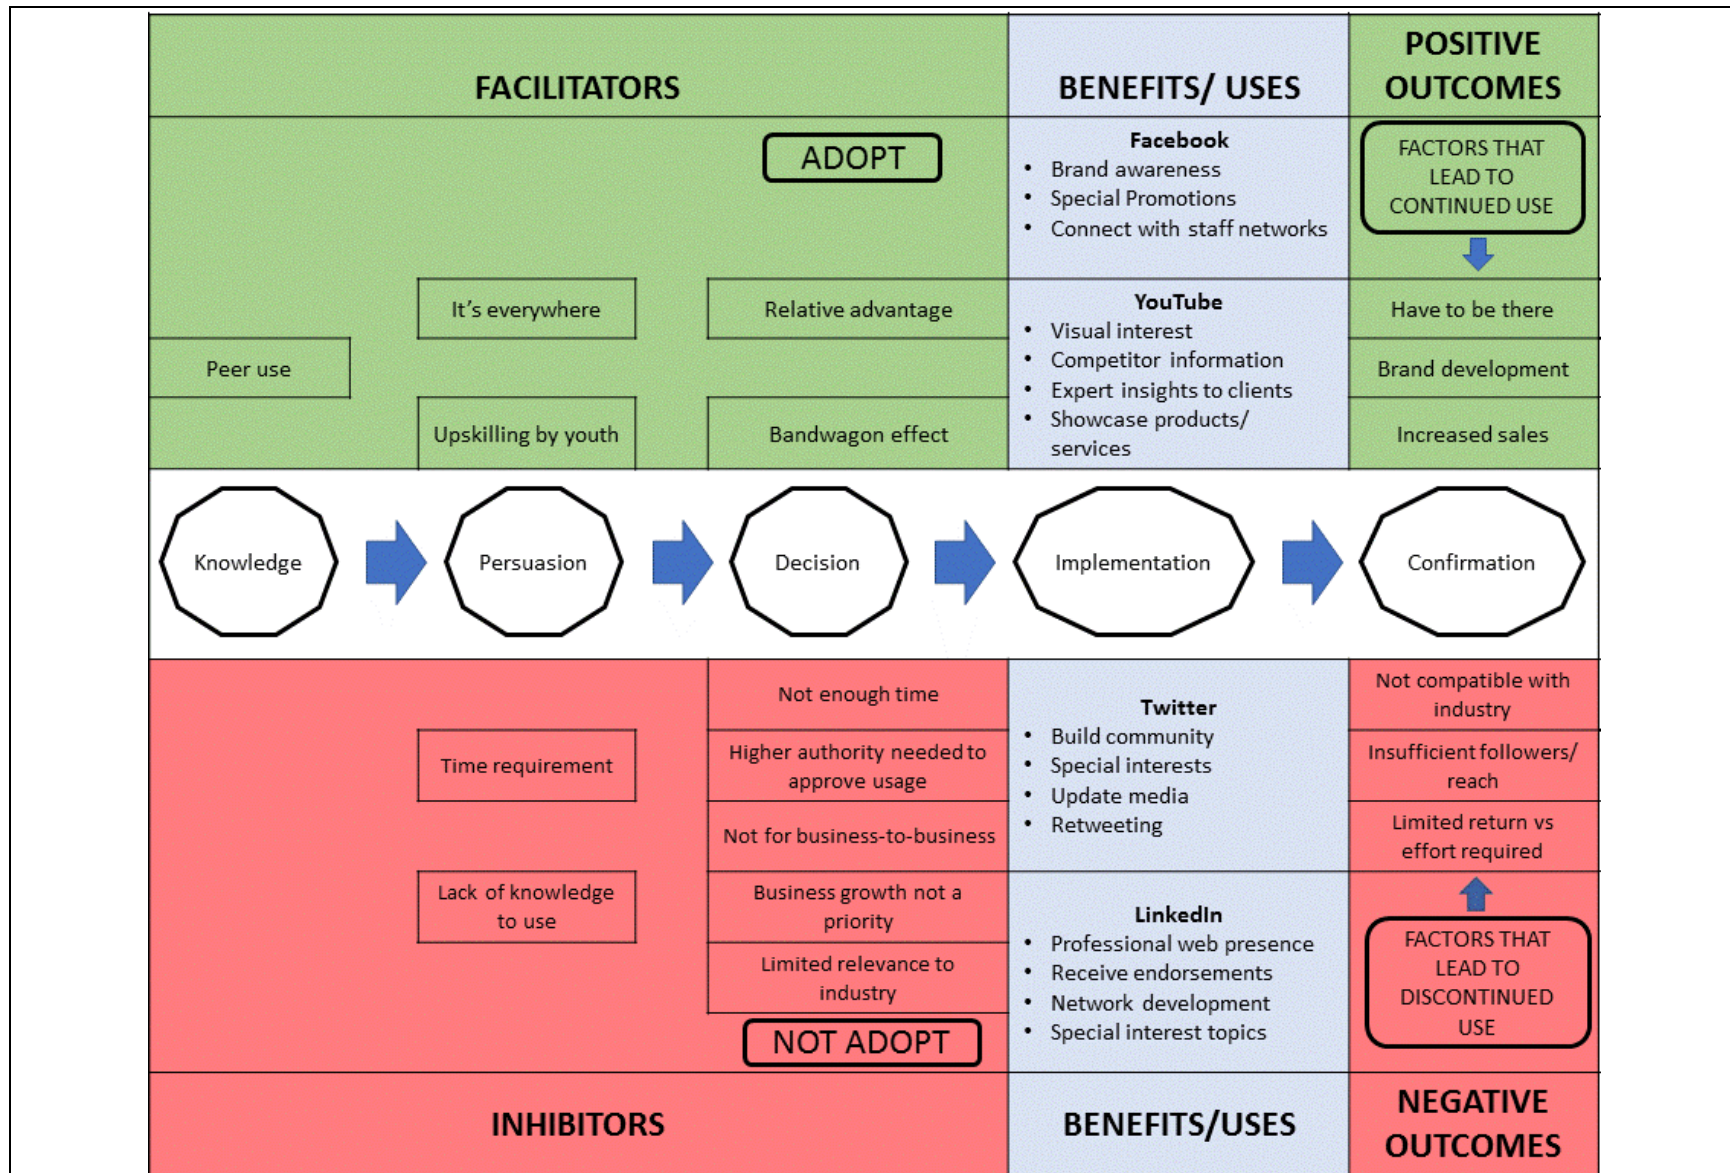 FACILITATORS
BENEFITS/ USES
POSITIVE
OUTCOMES
ADOPT
Facebook
• Brand awareness
• Special Promotions
• Connect with staff networks
FACTORS THAT
LEAD TO
CONTINUED USE
It's everywhere
Relative advantage
Peer use
Upskilling by youth
Bandwagon effect
YouTube
• Visual interest
• Competitor information
• Expert insights to clients
• Showcase products/
services
Have to be there
Brand development
Increased sales
Knowledge
Persuasion
Decision
Implementation
Confirmation
Time requirement
Lack of knowledge
to use
Not enough time
Higher authority needed to
approve usage
Not for business-to-business
Business growth not a
priority
Limited relevance to
industry
NOT ADOPT
Twitter
• Build community
• Special interests
• Update media
• Retweeting
LinkedIn
• Professional web presence
• Receive endorsements
• Network development
• Special interest topics
Not compatible with
industry
Insufficient followers/
reach
Limited return vs
effort required
FACTORS THAT
LEAD TO
DISCONTINUED
USE
INHIBITORS
BENEFITS/USES
NEGATIVE
OUTCOMES